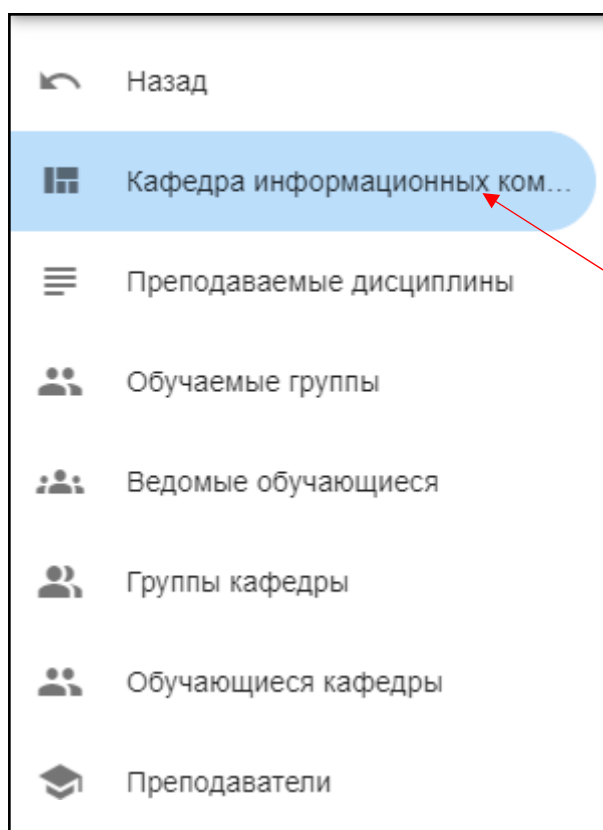 Назад
Кафедра информационных ком...
Преподаваемые дисциплины
Обучаемые группы
Ведомые обучающиеся
Группы кафедры
Обучающиеся кафедры
Преподаватели